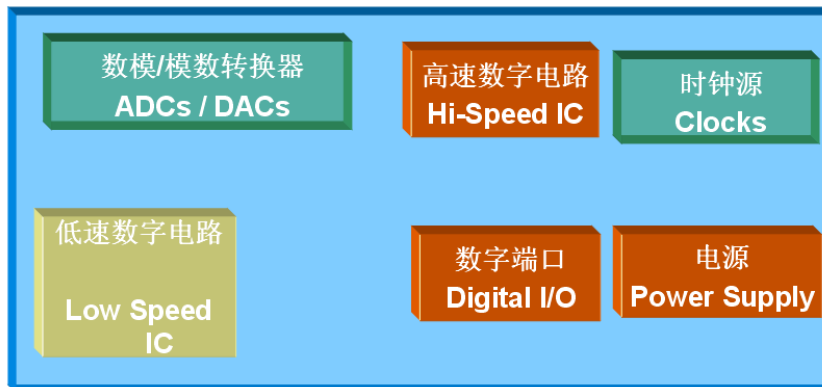 数模/模数转换器
ADCs / DACs
高速数字电路
Hi-Speed IC
时钟源
Clocks
低速数字电路
Low Speed
IC
数字端口
Digital I/O
电源
Power Supply